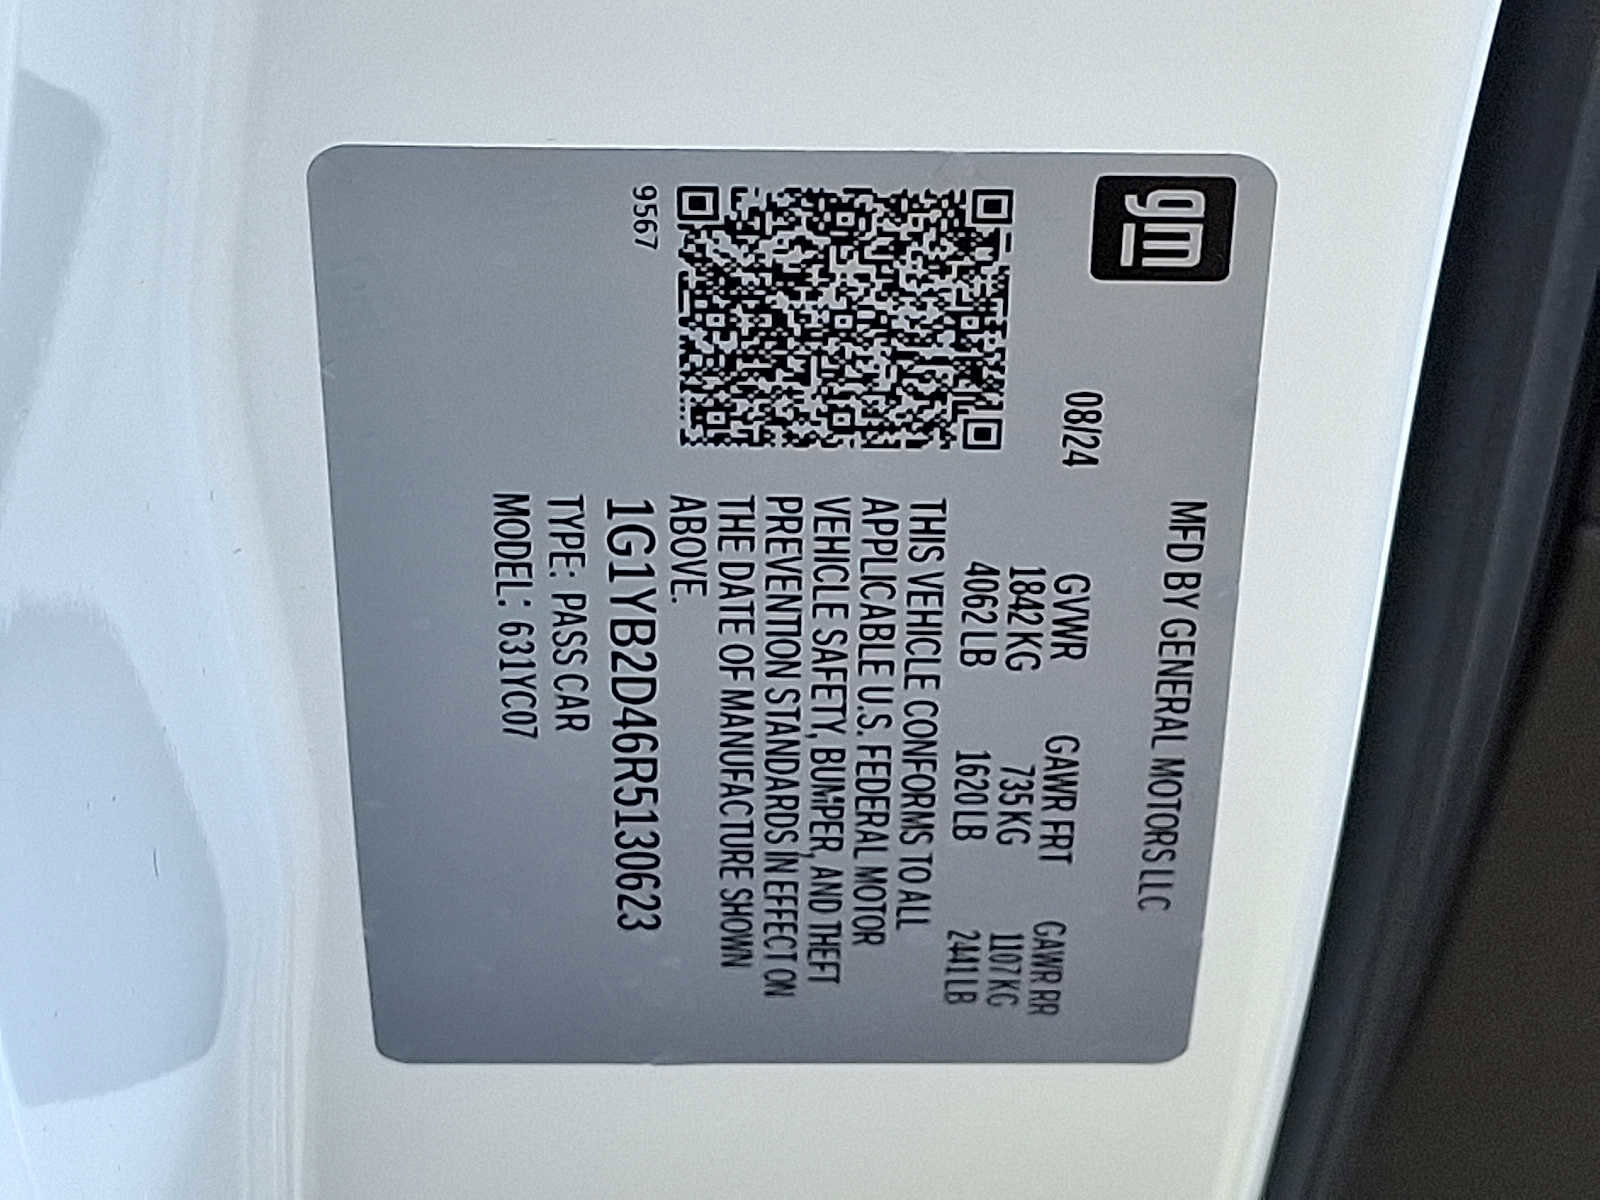 gm
MFD BY GENERAL MOTORS LLC
08/24
GVWR GAWR FRT GAWR RR
1842 KG 735 KG 1107 KG
4062 LB 1620 LB 2441 LB
THIS VEHICLE CONFORMS TO ALL
APPLICABLE U.S. FEDERAL MOTOR
VEHICLE SAFETY, BUMPER, AND THEFT
PREVENTION STANDARDS IN EFFECT ON
THE DATE OF MANUFACTURE SHOWN
ABOVE.
9567
1G1YB2D46R5130623
TYPE: PASS CAR
MODEL: 631YC07